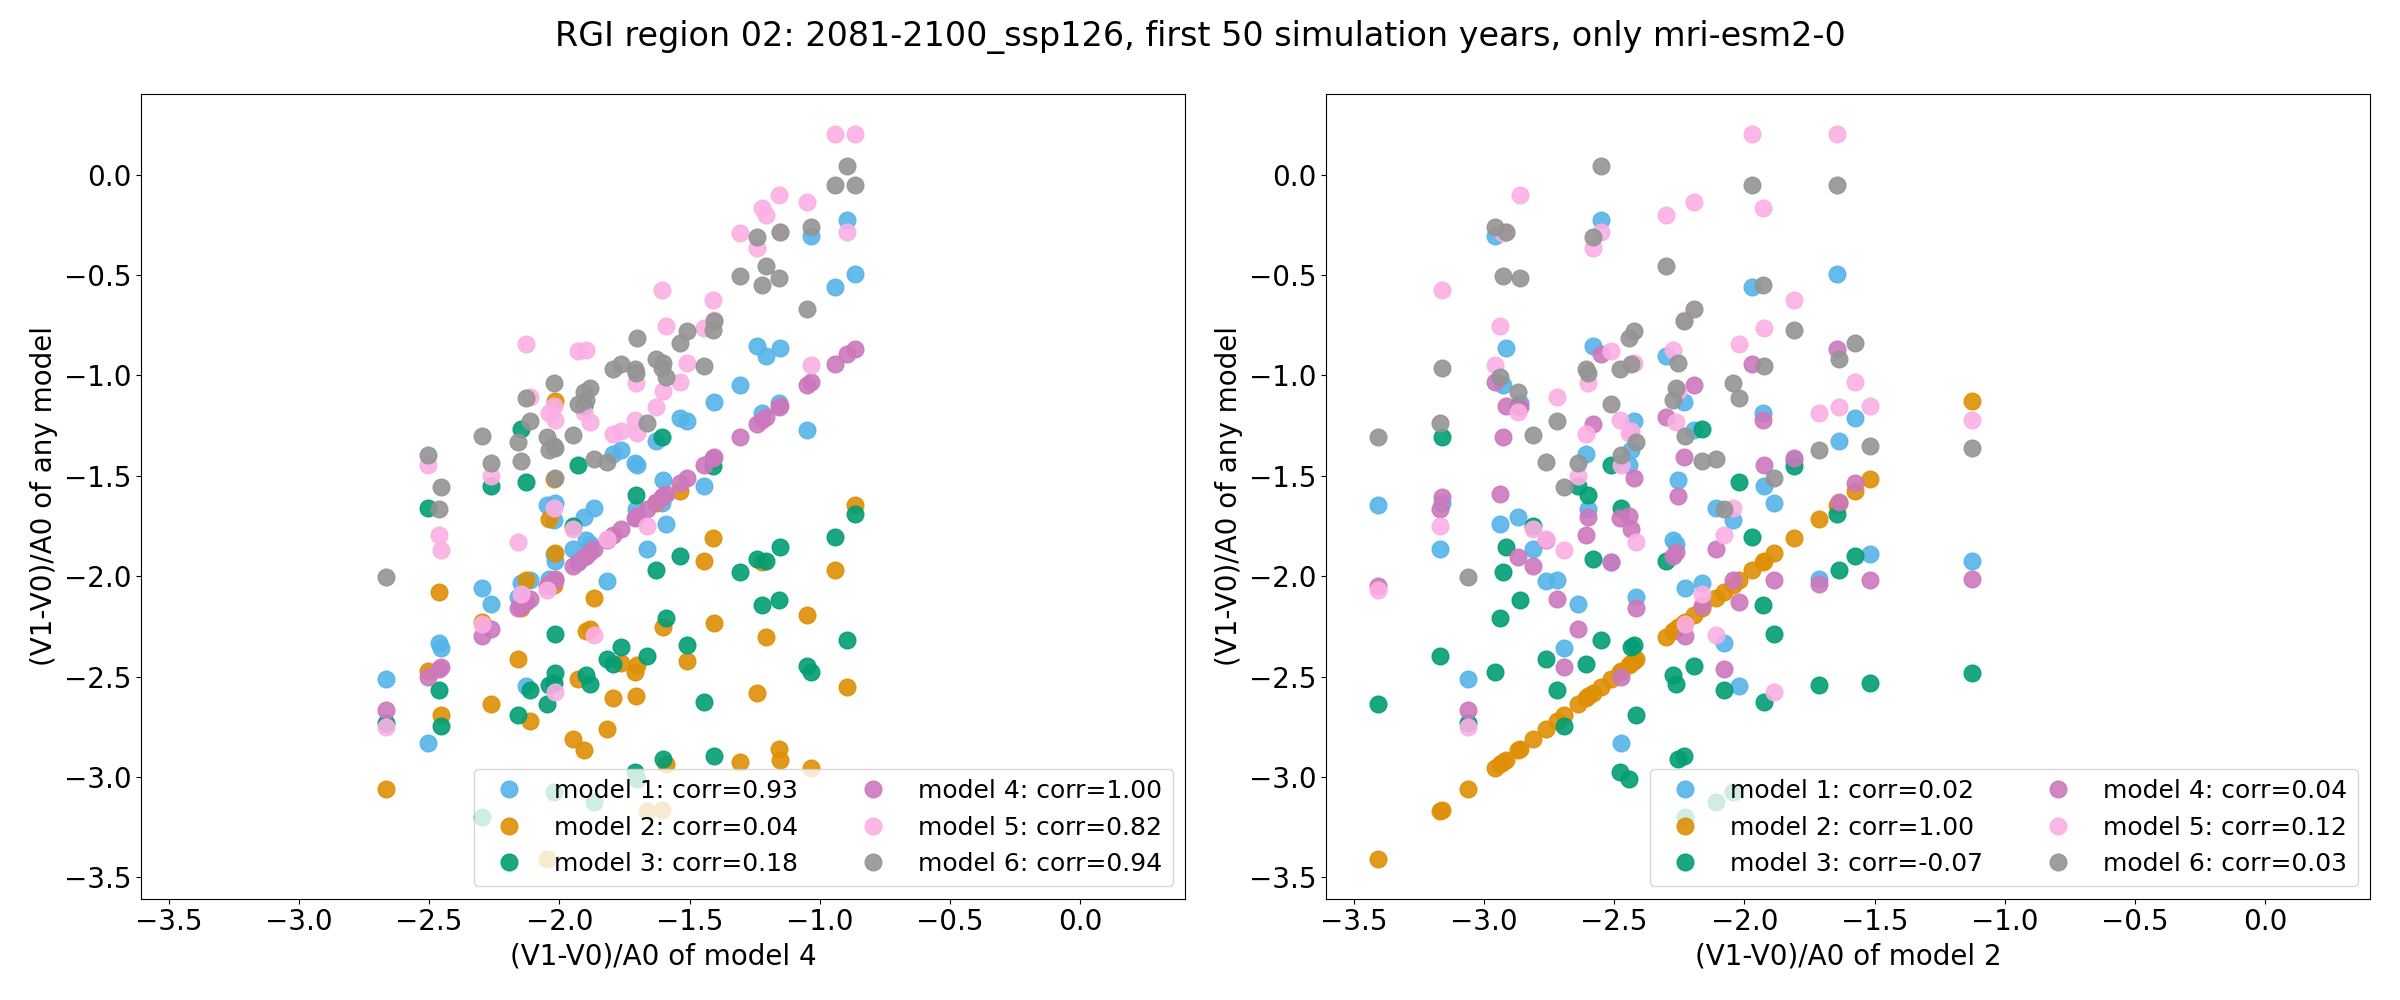 RGI region 02: 2081-2100_ssp126, first 50 simulation years, only mri-esm2-0
(V1-V0)/A0 of any model
0.0
−0.5
−1.0
−1.5
−2.0
−2.5
−3.0
−3.5
model 1: corr=0.93
model 2: corr=0.04
model 3: corr=0.18
model 4: corr=1.00
model 5: corr=0.82
model 6: corr=0.94
−3.5 −3.0 −2.5 −2.0 −1.5 −1.0 −0.5 0.0
(V1-V0)/A0 of model 4
(V1-V0)/A0 of any model
0.0
−0.5
−1.0
−1.5
−2.0
−2.5
−3.0
−3.5
model 1: corr=0.02
model 2: corr=1.00
model 3: corr=-0.07
model 4: corr=0.04
model 5: corr=0.12
model 6: corr=0.03
−3.5 −3.0 −2.5 −2.0 −1.5 −1.0 −0.5 0.0
(V1-V0)/A0 of model 2